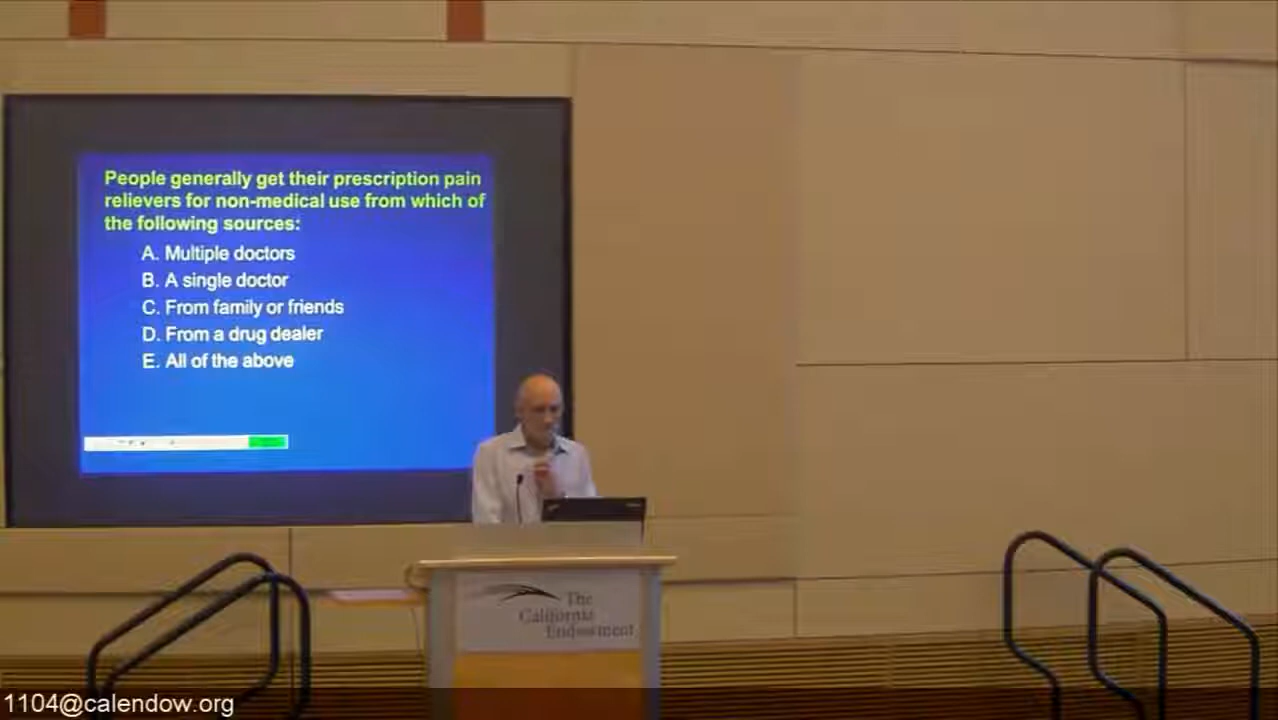 People generally get their prescription pain
relievers for non-medical use from which of
the following sources:
A. Multiple doctors
B. A single doctor
C. From family or friends
D. From a drug dealer
E. All of the above
The
California
Endowment
1104@calendow.org